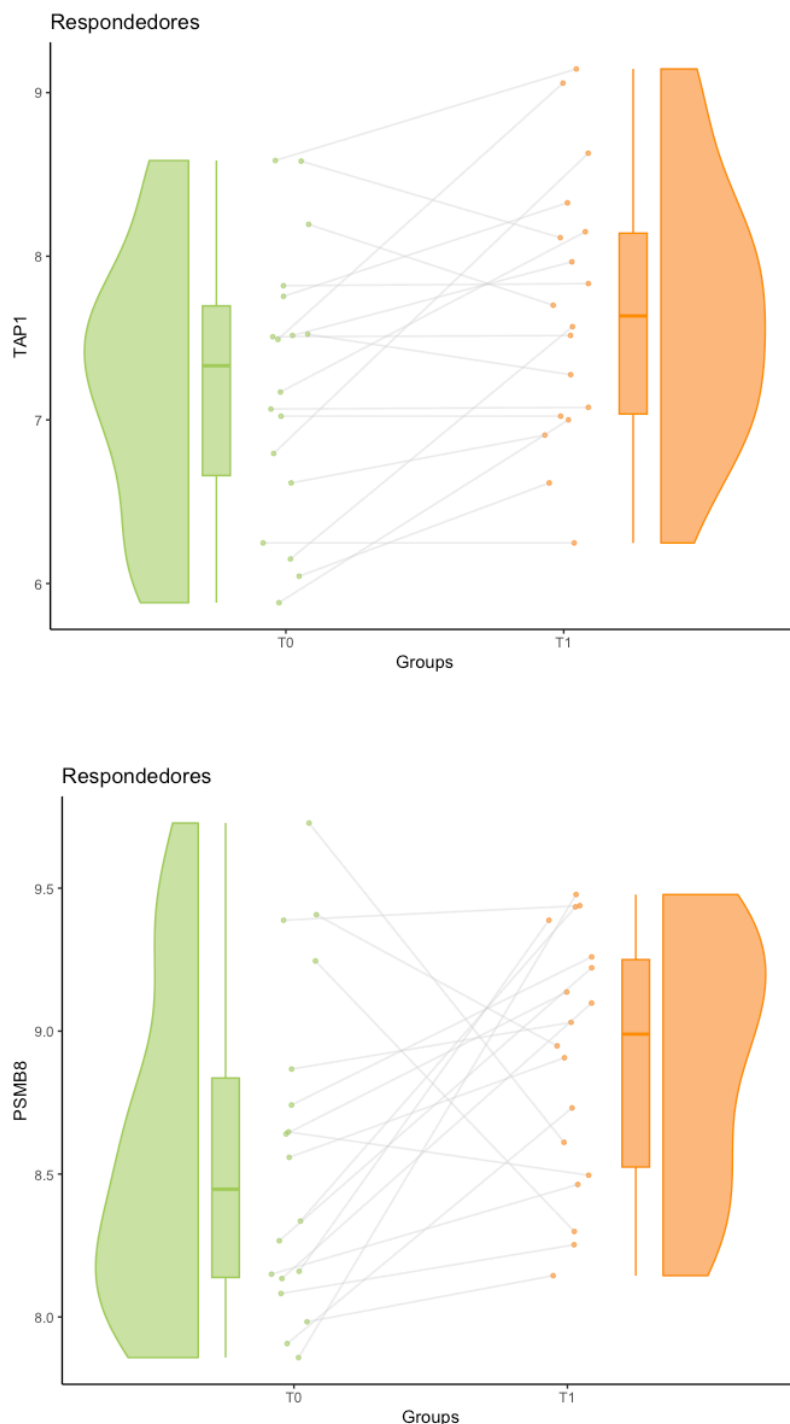 Respondedores
9
8
7
6
TAP1
T0 T1
Groups
Respondedores
9.5
9.0
8.5
8.0
PSMB8
T0 T1
Groups